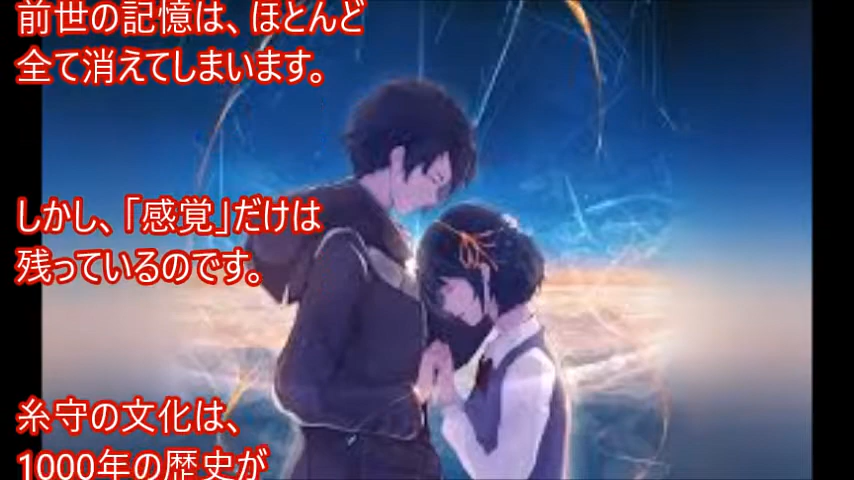 前世の記憶は、ほとんど
全て消えてしまいます。
しかし、「感覚」だけは
残っているのです。
糸守の文化は、
1000年の歴史が